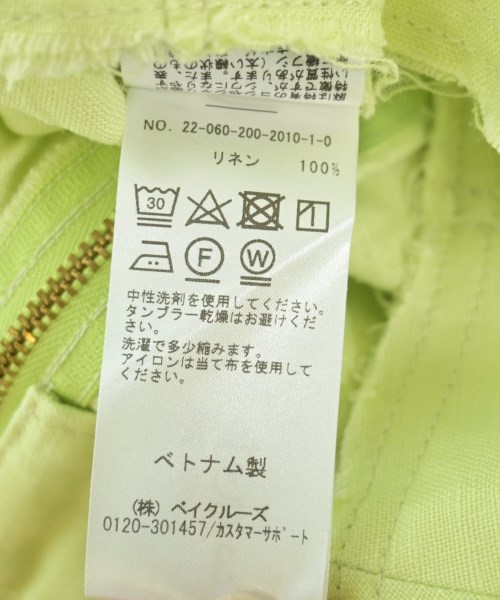 NO. 22-060-200-2010-1-0
リネン 100%
30
F W
中性洗剤を使用してください。
タンブラー乾燥はお避けくだ
さい。
洗濯で多少縮みます。
アイロンは当て布を使用して
ください。
ベトナム製
(株) ベイクルーズ
0120-301457/カスタマーサポート